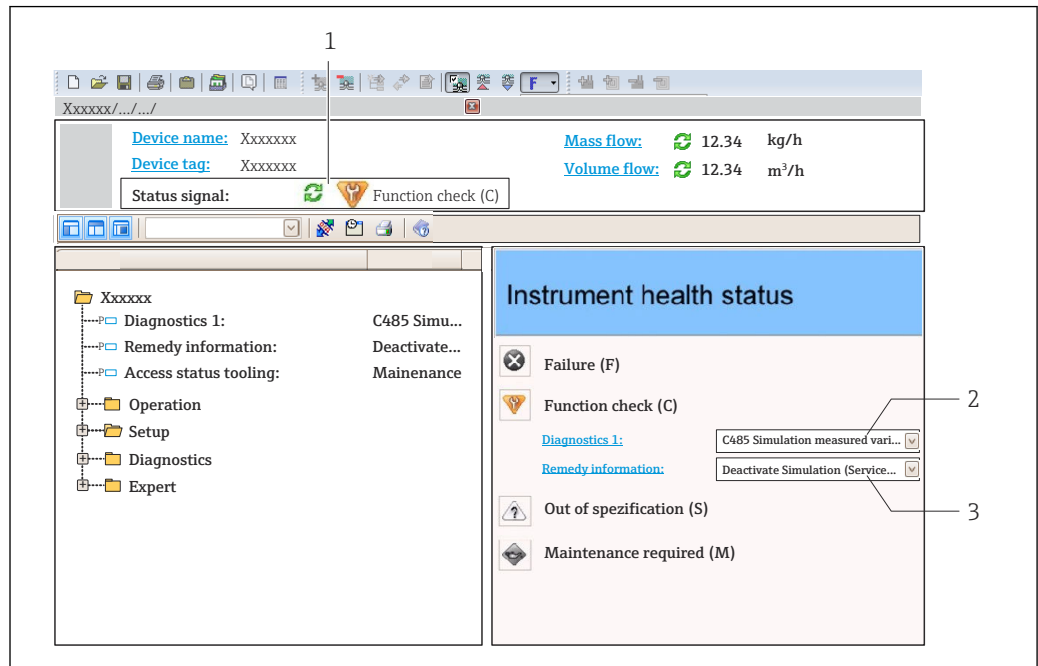 1
F
Xxxxxx/.../.../
Device name: Xxxxxxx
Mass flow: 12.34 kg/h
Device tag: Xxxxxxx
Volume flow: 12.34 m³/h
Status signal: Function check (C)
Xxxxxx
Diagnostics 1: C485 Simu...
Remedy information: Deactivate...
Access status tooling: Mainenance
Operation
Setup
Diagnostics
Expert
Instrument health status
Failure (F)
Function check (C)
2
Diagnostics 1: C485 Simulation measured vari...
Remedy information: Deactivate Simulation (Service...
3
Out of spezification (S)
Maintenance required (M)